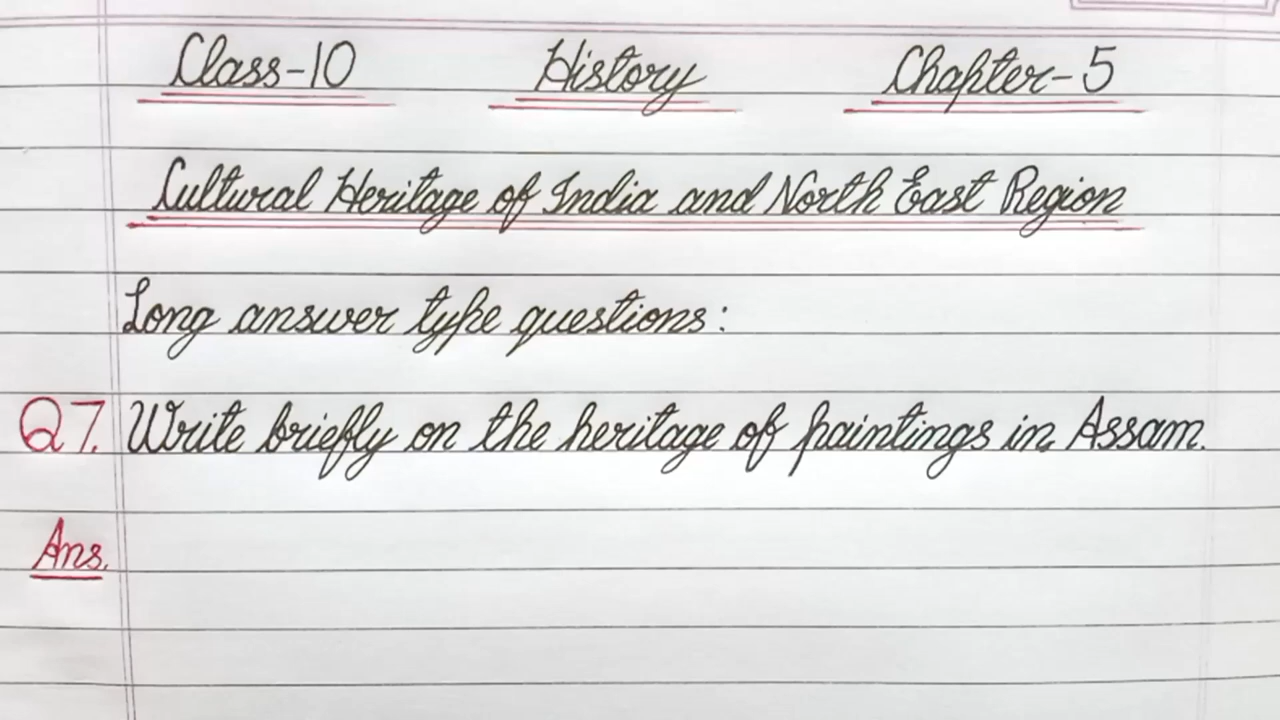 Class-10 History Chapter-5
Cultural Heritage of India and North East Region
Long answer type questions:
Q7. Write briefly on the heritage of paintings in Assam.
Ans.